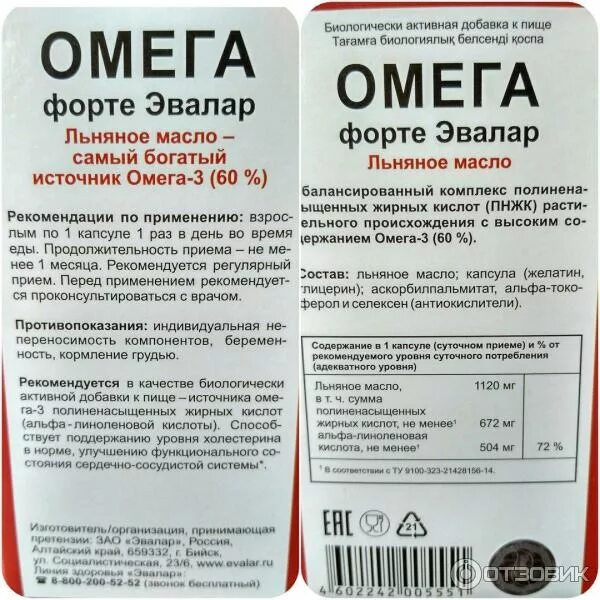 ОМЕГА
форте Эвалар
Льняное масло –
самый богатый
источник Омега-3 (60 %)
Рекомендации по применению: взрос-
лым по 1 капсуле 1 раз в день во время
еды. Продолжительность приема – не ме-
нее 1 месяца. Рекомендуется регулярный
прием. Перед применением рекомендует-
ся проконсультироваться с врачом.
Противопоказания: индивидуальная не-
переносимость компонентов, беремен-
ность, кормление грудью.
Рекомендуется в качестве биологически
активной добавки к пище – источника оме-
га-3 полиненасыщенных жирных кислот
(альфа-линоленовой кислоты). Способ-
ствует поддержанию уровня холестерина
в норме, улучшению функционального со-
стояния сердечно-сосудистой системы*.
Изготовитель/организация, принимающая
претензии: ЗАО «Эвалар», Россия,
Алтайский край, 659332, г. Бийск,
ул. Социалистическая, 23/6, www.evalar.ru
Линия здоровья «Эвалар»:
☎ 8-800-200-52-52 (звонок бесплатный)
Биологически активная добавка к пище
Тағамға биологиялық белсенді қоспа
ОМЕГА
форте Эвалар
Льняное масло
балансированный комплекс полинена-
ыщенных жирных кислот (ПНЖК) расти-
ельного происхождения с высоким со-
держанием Омега-3 (60 %).
Состав: льняное масло; капсула (желатин,
глицерин); аскорбилпальмитат, альфа-токо-
ферол и селексен (антиокислители).
Содержание в 1 капсуле (суточном приеме) и % от
рекомендуемого уровня суточного потребления
(адекватного уровня)
Льняное масло, 1120 мг
в т. ч. сумма
полиненасыщенных
жирных кислот, не менее¹ 672 мг
альфа-линоленовая
кислота, не менее¹ 504 мг 72 %
¹ В соответствии с ТУ 9100-323-21428156-14.
EAC 21
4602242005551
ОТЗОВИК